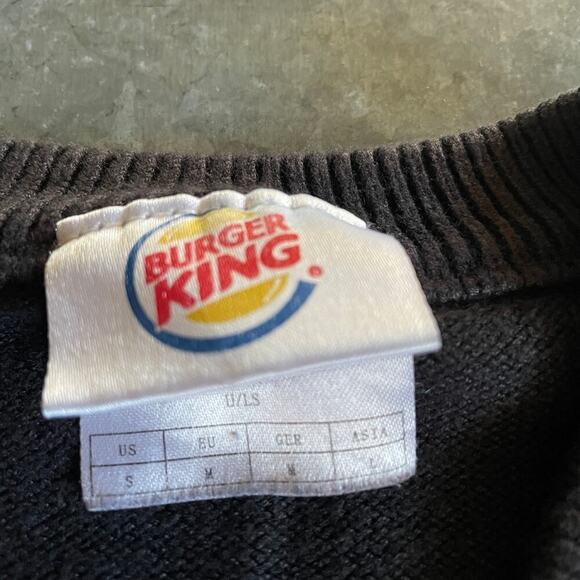 BURGER
KING®
U/LS
US EU GER ASIA
S M M L